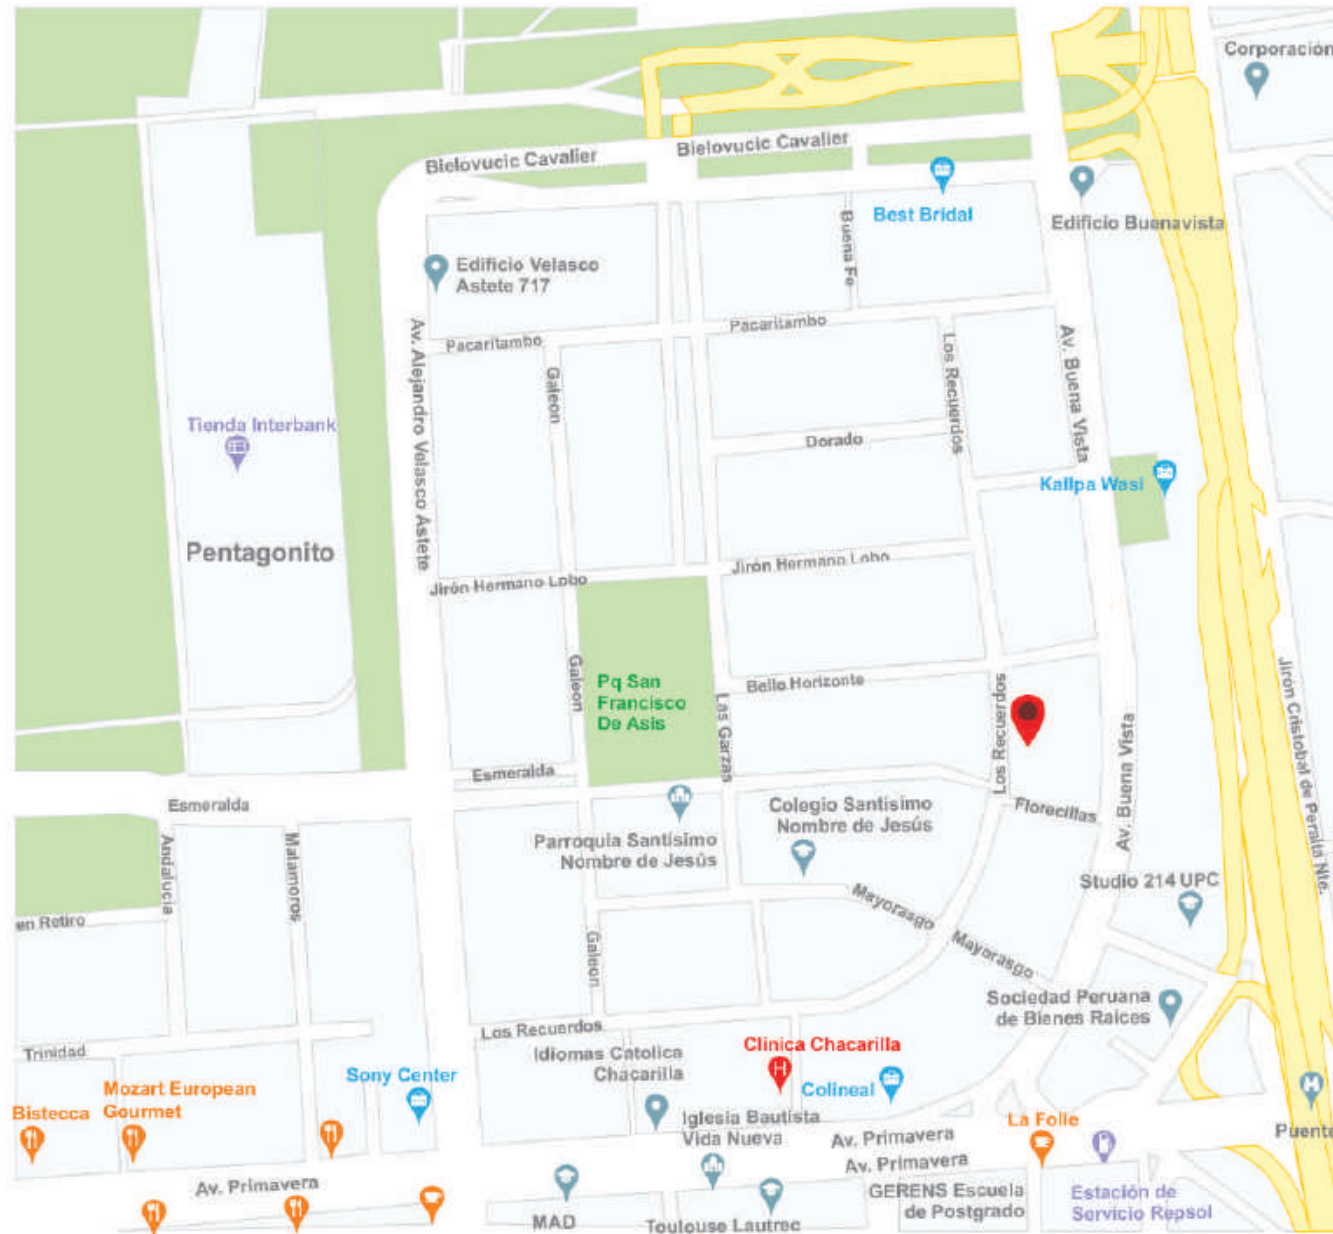 Corporación
Bielovucic Cavalier
Bielovucic Cavalier
Best Bridal
Buena Fe
Edificio Buenavista
Edificio Velasco
Astete 717
Pacaritambo
Pacaritambo
Av. Alejandro Velasco Astete
Galeon
Los Recuerdos
Av. Buena Vista
Tienda Interbank
Dorado
Kallpa Wasi
Pentagonito
Jirón Hermano Lobo
Jirón Hermano Lobo
Galeon
Pq San
Francisco
De Asis
Las Garzas
Bello Horizonte
Los Recuerdos
Av. Buena Vista
Jirón Cristobal de Peralta Nte.
Esmeralda
Esmeralda
Florecillas
Andalucia
Matamoros
Parroquia Santísimo
Nombre de Jesús
Colegio Santísimo
Nombre de Jesús
Studio 214 UPC
Mayorasgo
Mayorasgo
en Retiro
Galeon
Sociedad Peruana
de Bienes Raices
Los Recuerdos
Trinidad
Idiomas Catolica
Chacarilla
Clinica Chacarilla
Colineal
Sony Center
Mozart European
Gourmet
Bistecca
Iglesia Bautista
Vida Nueva
Av. Primavera
Av. Primavera
La Folie
Puente
Av. Primavera
MAD
Toulouse Lautrec
GERENS Escuela
de Postgrado
Estación de
Servicio Repsol